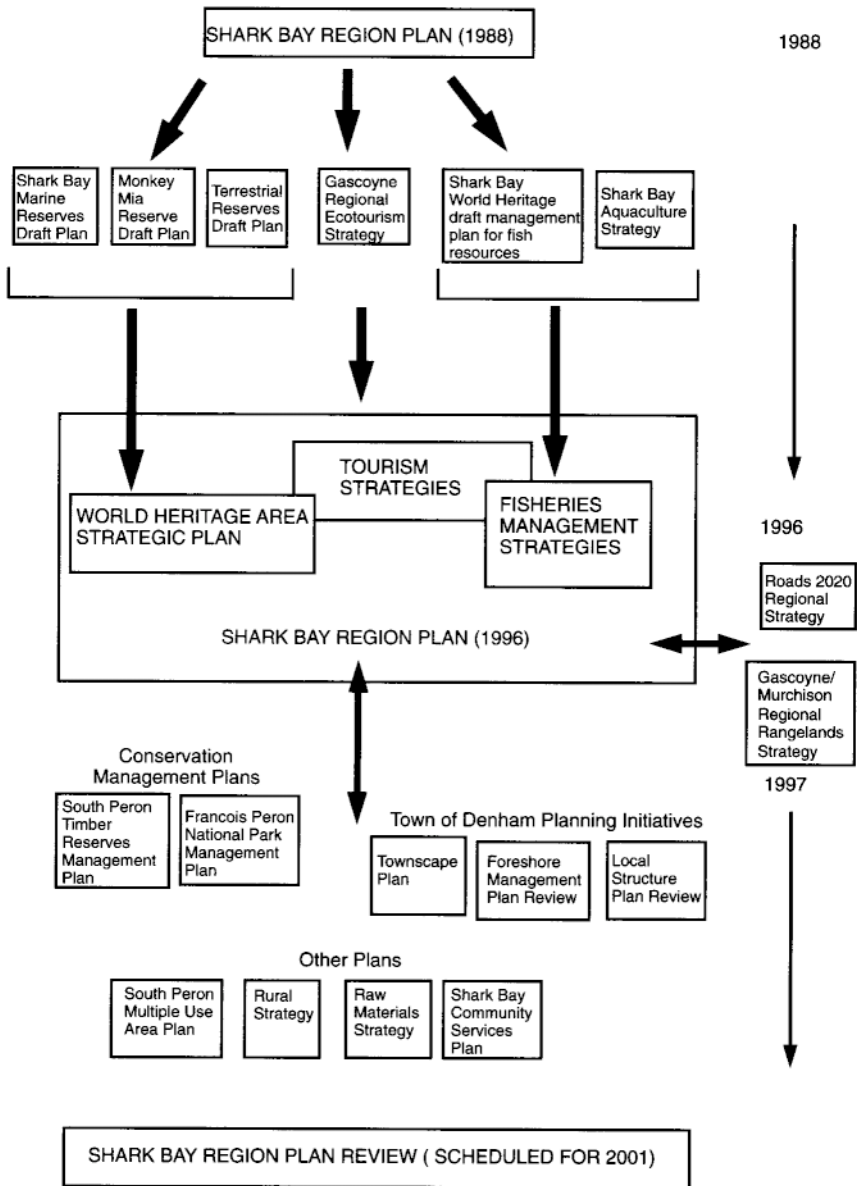 SHARK BAY REGION PLAN (1988)
1988
Shark Bay
Marine
Reserves
Draft Plan
Monkey
Mia
Reserve
Draft Plan
Terrestrial
Reserves
Draft Plan
Gascoyne
Regional
Ecotourism
Strategy
Shark Bay
World Heritage
draft management
plan for fish
resources
Shark Bay
Aquaculture
Strategy
TOURISM
STRATEGIES
WORLD HERITAGE AREA
STRATEGIC PLAN
FISHERIES
MANAGEMENT
STRATEGIES
SHARK BAY REGION PLAN (1996)
1996
Roads 2020
Regional
Strategy
Gascoyne/
Murchison
Regional
Rangelands
Strategy
1997
Conservation
Management Plans
South Peron
Timber
Reserves
Management
Plan
Francois Peron
National Park
Management
Plan
Town of Denham Planning Initiatives
Townscape
Plan
Foreshore
Management
Plan Review
Local
Structure
Plan Review
Other Plans
South Peron
Multiple Use
Area Plan
Rural
Strategy
Raw
Materials
Strategy
Shark Bay
Community
Services
Plan
SHARK BAY REGION PLAN REVIEW ( SCHEDULED FOR 2001)